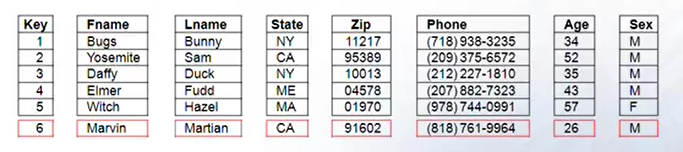 Key Fname Lname State Zip Phone Age Sex
1 Bugs Bunny NY 11217 (718) 938-3235 34 M
2 Yosemite Sam CA 95389 (209) 375-6572 52 M
3 Daffy Duck NY 10013 (212) 227-1810 35 M
4 Elmer Fudd ME 04578 (207) 882-7323 43 M
5 Witch Hazel MA 01970 (978) 744-0991 57 F
6 Marvin Martian CA 91602 (818) 761-9964 26 M